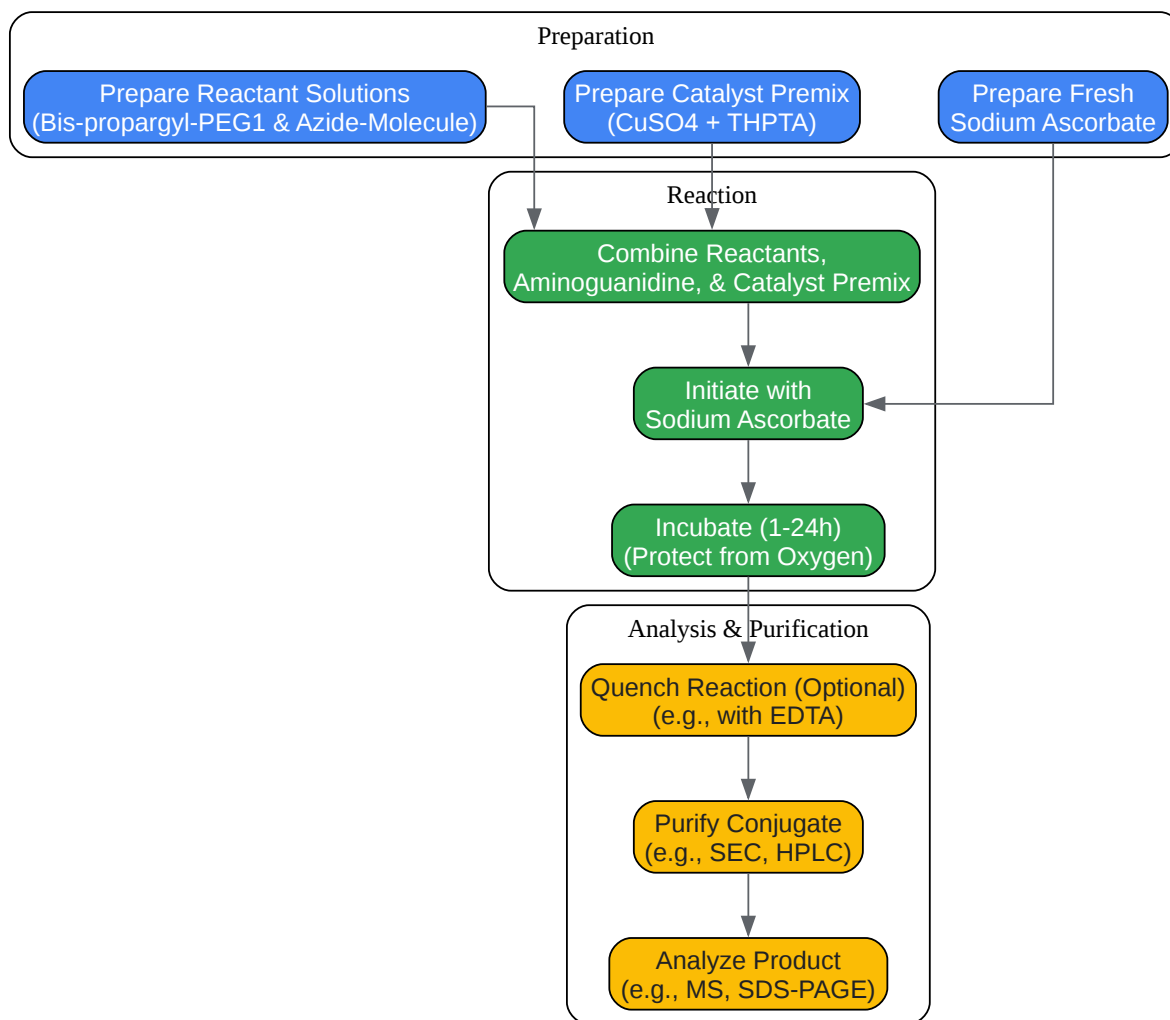 Preparation
Prepare Reactant Solutions
(Bis-propargyl-PEG1 & Azide-Molecule)
Prepare Catalyst Premix
(CuSO4 + THPTA)
Prepare Fresh
Sodium Ascorbate
Reaction
Combine Reactants,
Aminoguanidine, & Catalyst Premix
Initiate with
Sodium Ascorbate
Incubate (1-24h)
(Protect from Oxygen)
Analysis & Purification
Quench Reaction (Optional)
(e.g., with EDTA)
Purify Conjugate
(e.g., SEC, HPLC)
Analyze Product
(e.g., MS, SDS-PAGE)